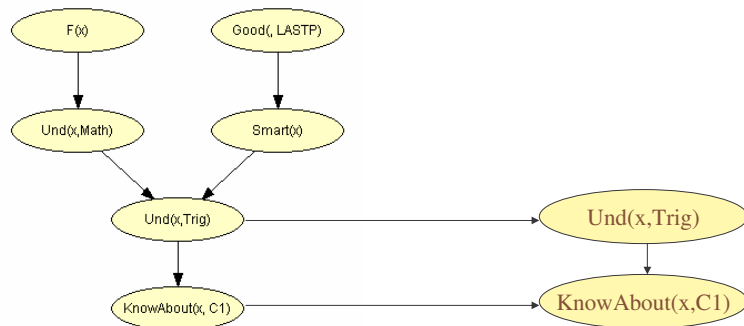 F(x)
Good(, LASTP)
Und(x,Math)
Smart(x)
Und(x,Trig)
Und(x,Trig)
KnowAbout(x, C1)
KnowAbout(x,C1)